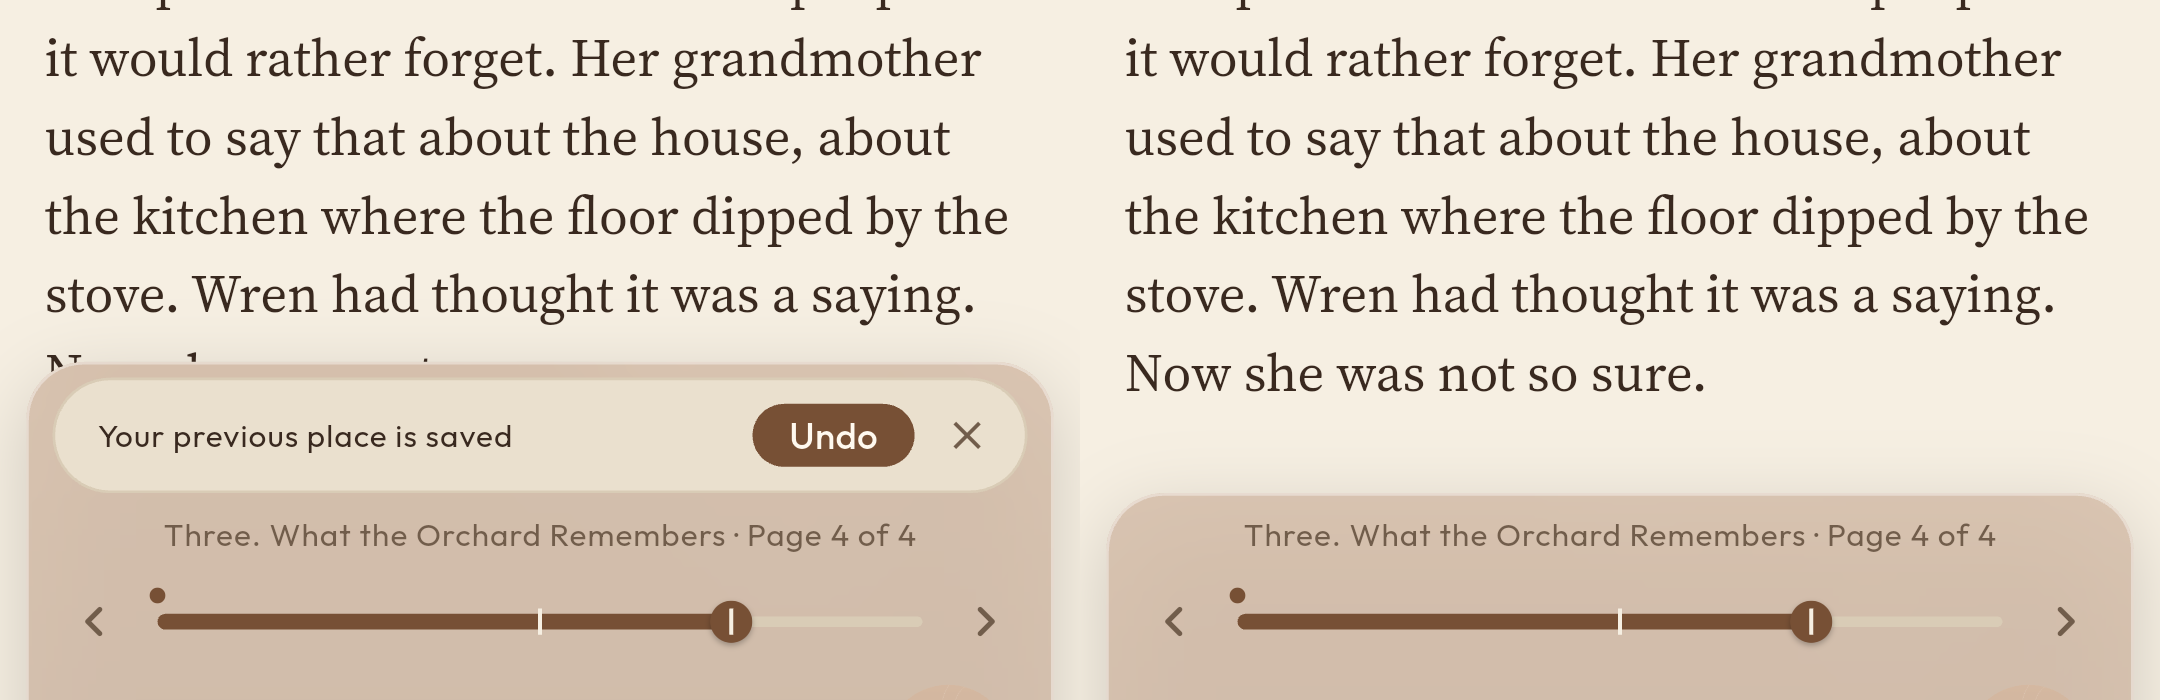 it would rather forget. Her grandmother
used to say that about the house, about
the kitchen where the floor dipped by the
stove. Wren had thought it was a saying.
Your previous place is saved
Undo
Three. What the Orchard Remembers · Page 4 of 4
it would rather forget. Her grandmother
used to say that about the house, about
the kitchen where the floor dipped by the
stove. Wren had thought it was a saying.
Now she was not so sure.
Three. What the Orchard Remembers · Page 4 of 4